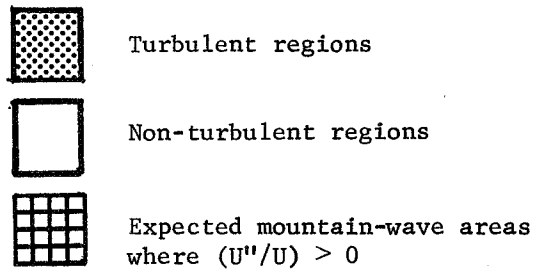 Turbulent regions
Non-turbulent regions
Expected mountain-wave areas
where (U"/U) > 0